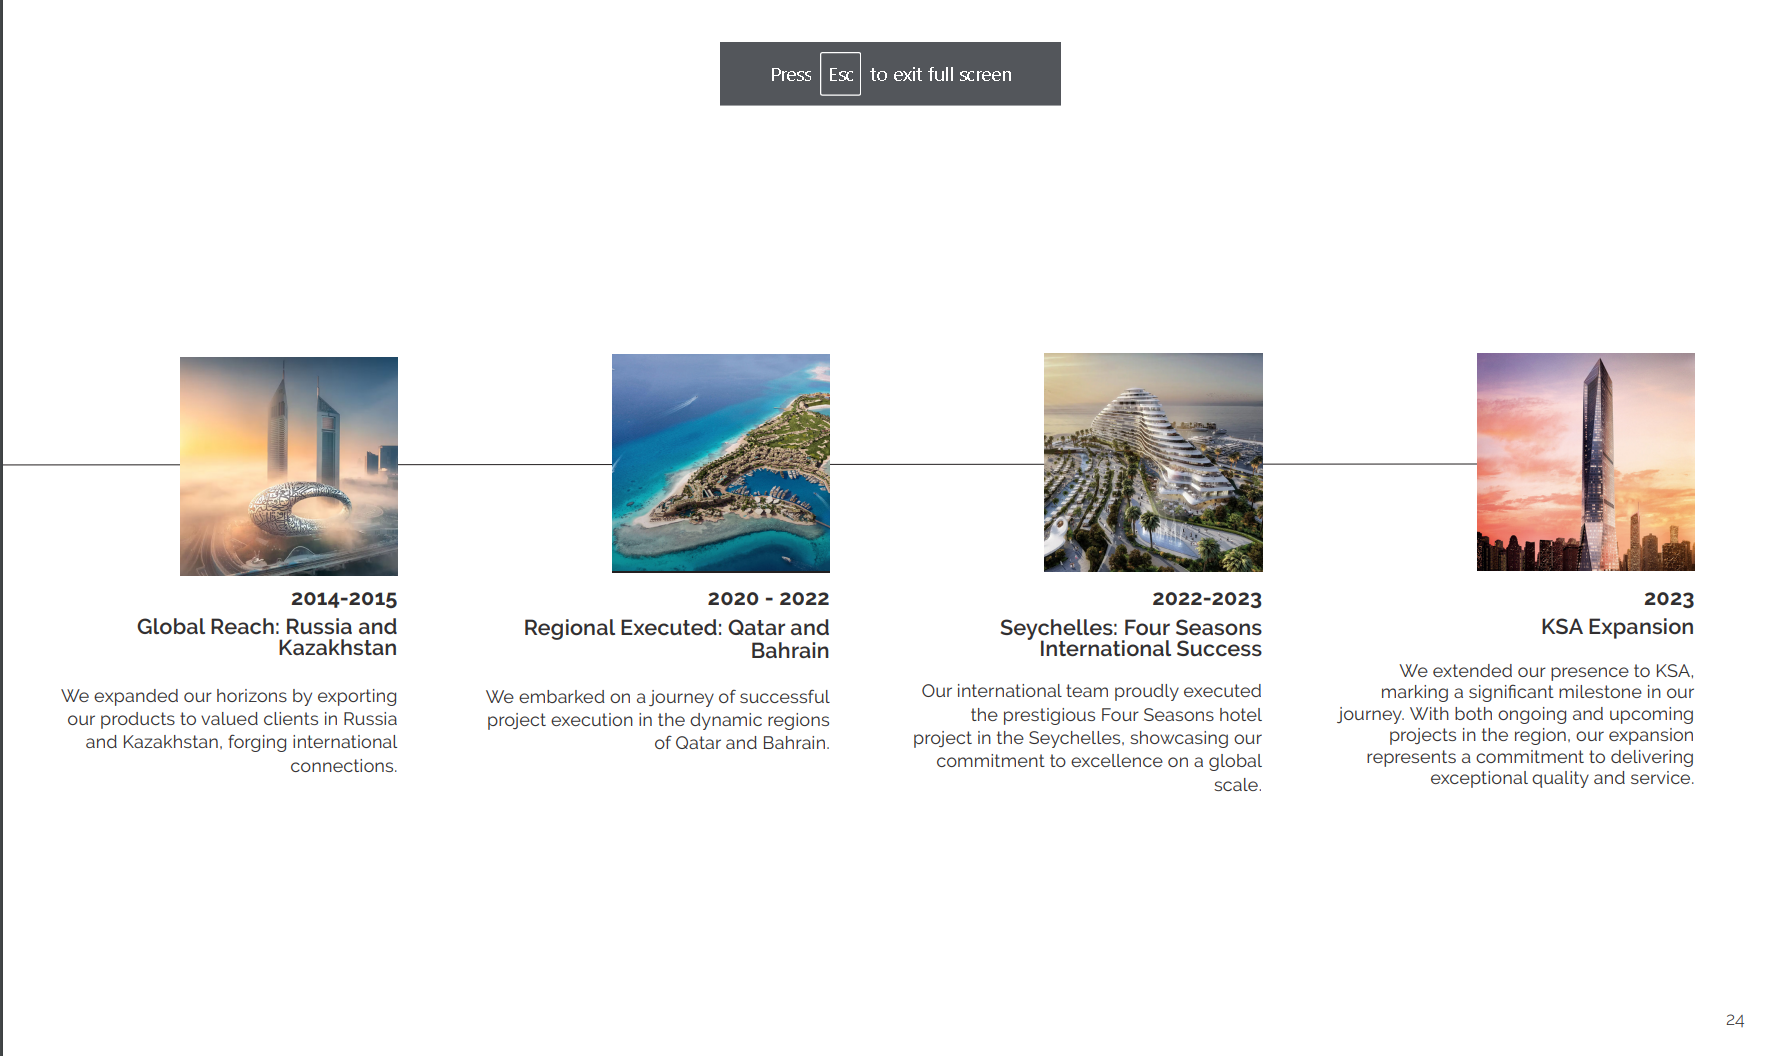 Press Esc to exit full screen
2014-2015
Global Reach: Russia and
Kazakhstan
We expanded our horizons by exporting
our products to valued clients in Russia
and Kazakhstan, forging international
connections.
2020 - 2022
Regional Executed: Qatar and
Bahrain
We embarked on a journey of successful
project execution in the dynamic regions
of Qatar and Bahrain.
2022-2023
Seychelles: Four Seasons
International Success
Our international team proudly executed
the prestigious Four Seasons hotel
project in the Seychelles, showcasing our
commitment to excellence on a global
scale.
2023
KSA Expansion
We extended our presence to KSA,
marking a significant milestone in our
journey. With both ongoing and upcoming
projects in the region, our expansion
represents a commitment to delivering
exceptional quality and service.
24